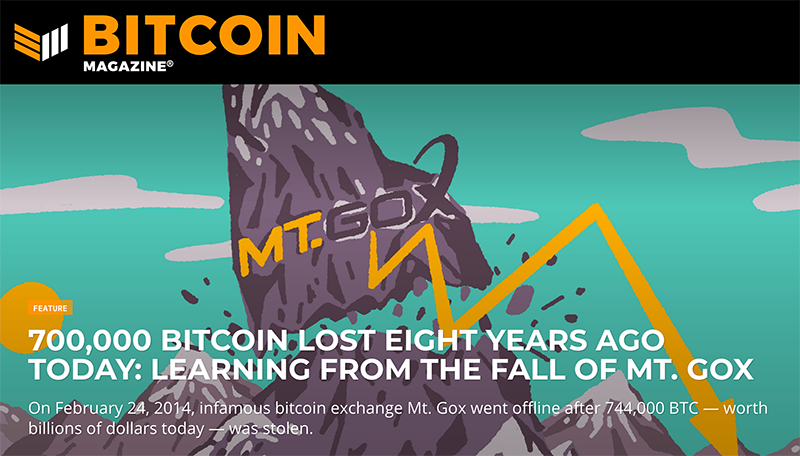 BITCOIN
MAGAZINE®
MT.GOX
FEATURE
700,000 BITCOIN LOST EIGHT YEARS AGO
TODAY: LEARNING FROM THE FALL OF MT. GOX
On February 24, 2014, infamous bitcoin exchange Mt. Gox went offline after 744,000 BTC — worth
billions of dollars today — was stolen.